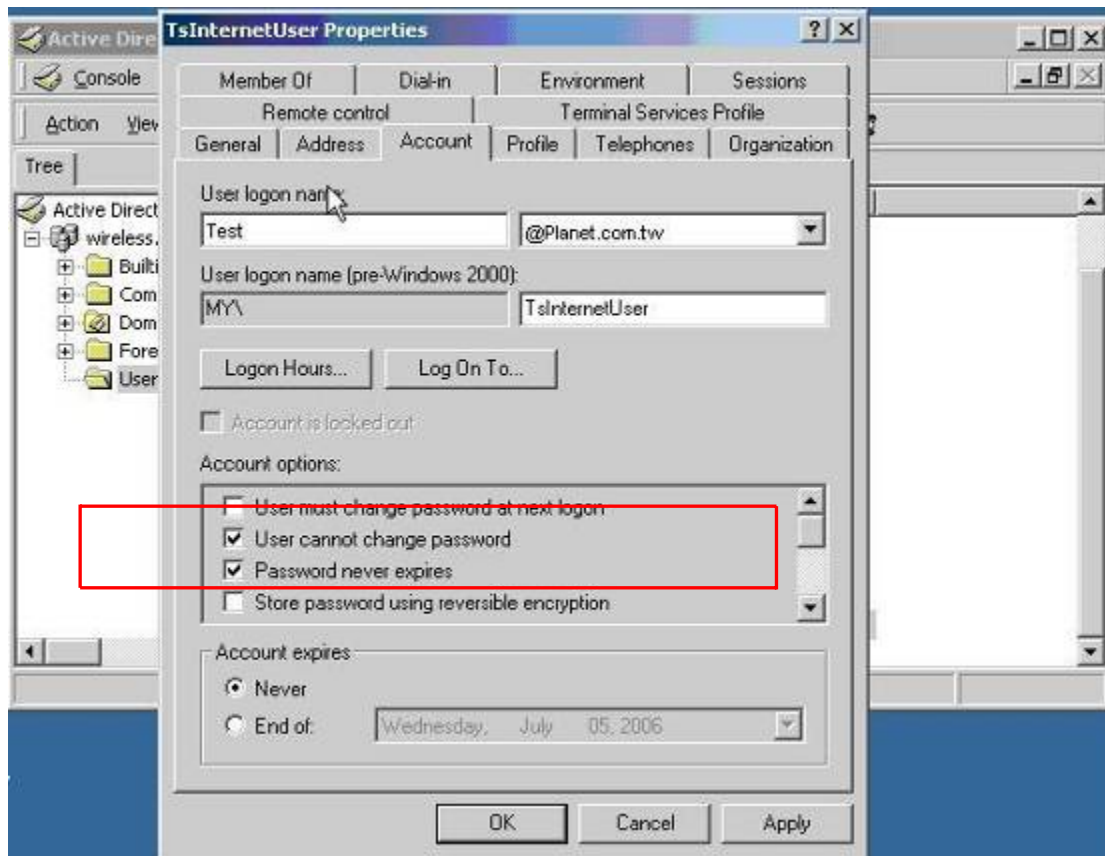 Active Dire
TsInternetUser Properties
Console
Action
Tree
Active Direct
wireless.
Builti
Com
Dom
Fore
User
Member Of Dial-in Environment Sessions
Remote control Terminal Services Profile
General Address Account Profile Telephones Organization
User logon name:
Test @Planet.com.tw
User logon name (pre-Windows 2000):
MY\ TsInternetUser
Logon Hours... Log On To...
Account is locked out
Account options:
User must change password at next logon
User cannot change password
Password never expires
Store password using reversible encryption
Account expires
Never
End of: Wednesday, July 05, 2006
OK Cancel Apply